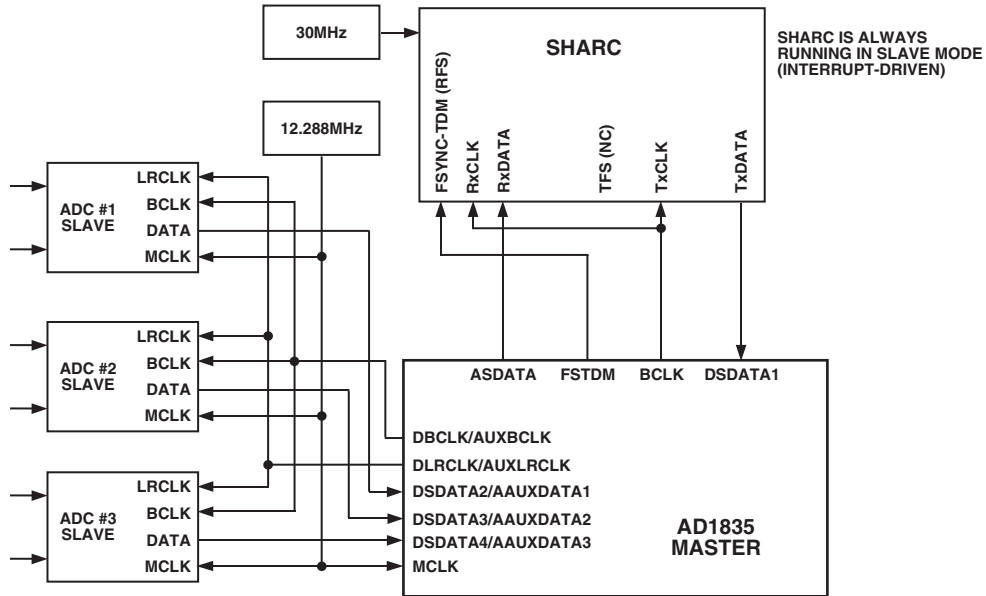 30MHz
SHARC
SHARC IS ALWAYS
RUNNING IN SLAVE MODE
(INTERRUPT-DRIVEN)
12.288MHz
FSYNC-TDM (RFS)
RxCLK
RxDATA
TFS (NC)
TxCLK
TxDATA
ADC #1
SLAVE
LRCLK
BCLK
DATA
MCLK
ADC #2
SLAVE
LRCLK
BCLK
DATA
MCLK
ADC #3
SLAVE
LRCLK
BCLK
DATA
MCLK
ASDATA
FSTDM
BCLK
DSDATA1
DBCLK/AUXBCLK
DLRCLK/AUXLRCLK
DSDATA2/AAUXDATA1
DSDATA3/AAUXDATA2
DSDATA4/AAUXDATA3
MCLK
AD1835
MASTER